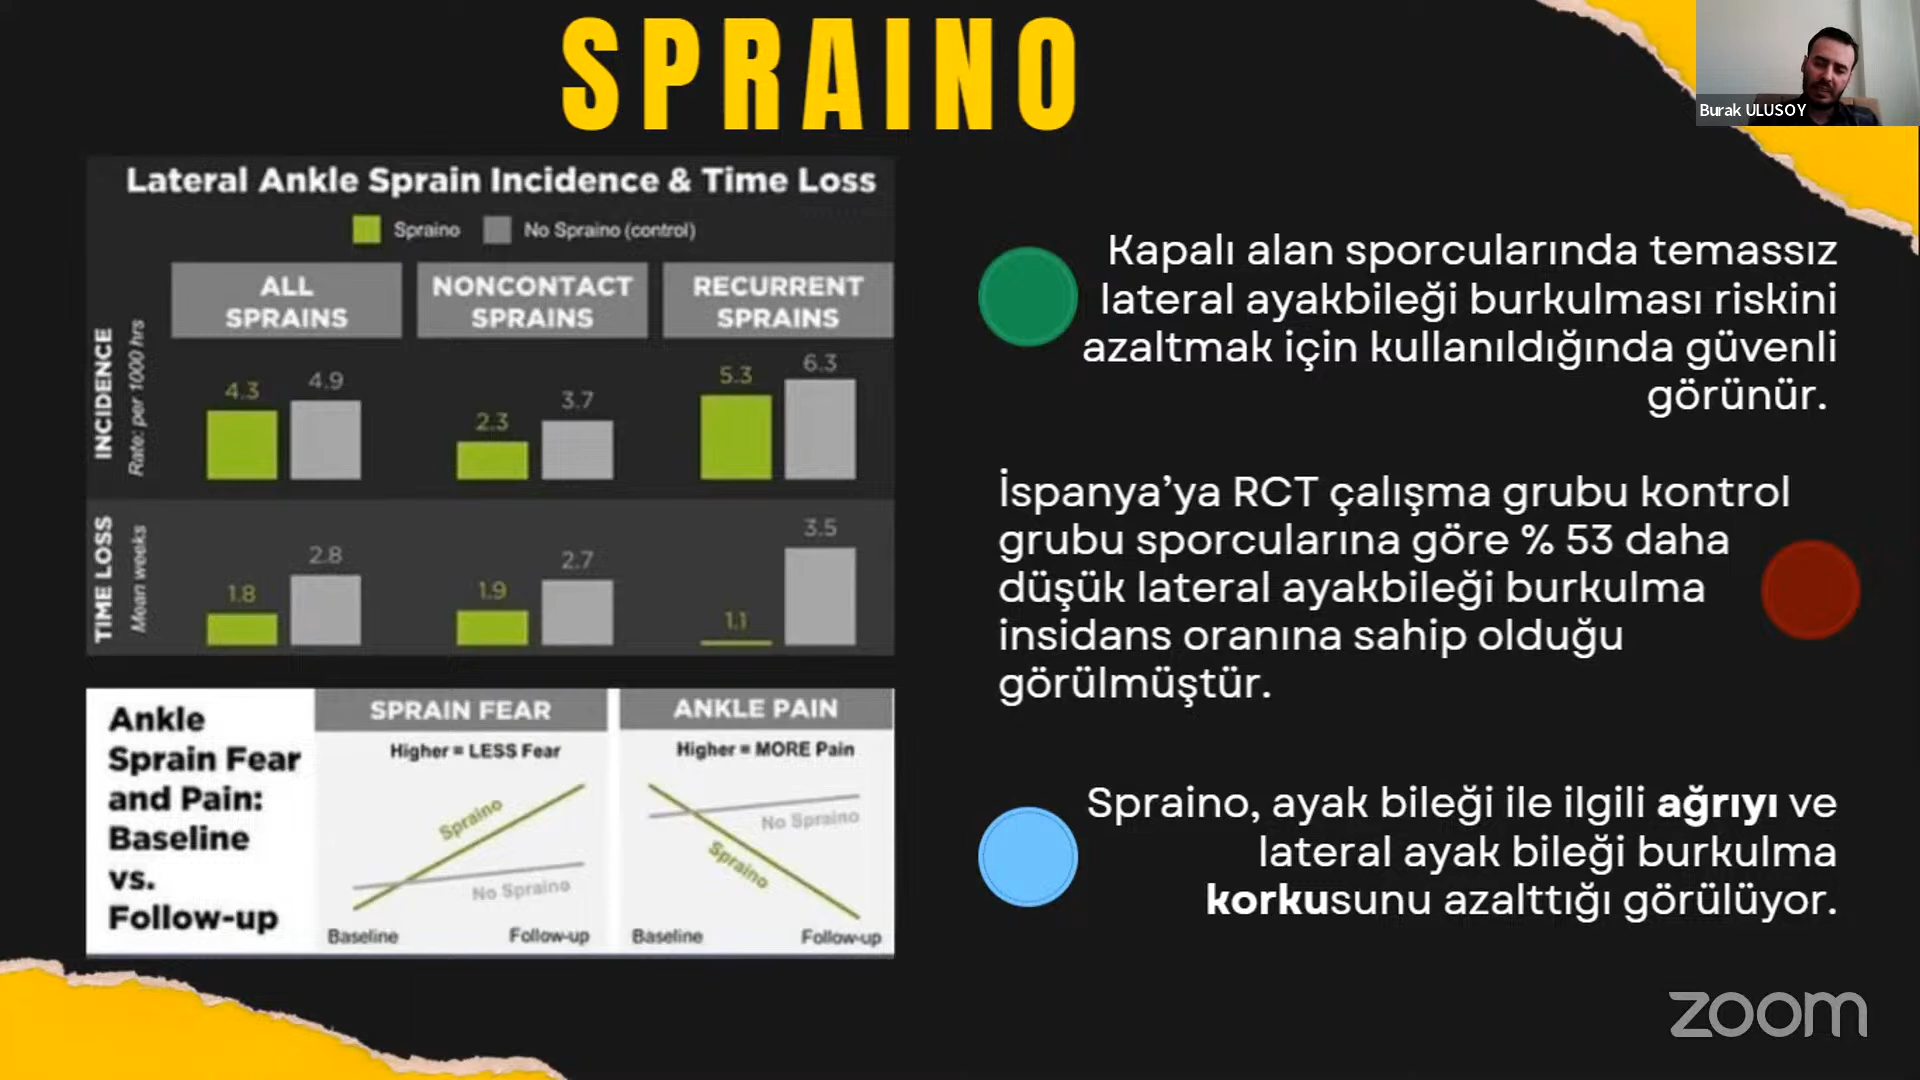 SPRAINO
Burak ULUSOY
Lateral Ankle Sprain Incidence & Time Loss
Spraino No Spraino (control)
ALL
SPRAINS
NONCONTACT
SPRAINS
RECURRENT
SPRAINS
INCIDENCE
Rate: per 1000 hrs
4.3 4.9
2.3 3.7
5.3 6.3
TIME LOSS
Mean weeks
1.8 2.8
1.9 2.7
1.1 3.5
Ankle
Sprain Fear
and Pain:
Baseline
vs.
Follow-up
SPRAIN FEAR
Higher = LESS Fear
Spraino
No Spraino
Baseline Follow-up
ANKLE PAIN
Higher = MORE Pain
No Spraino
Spraino
Baseline Follow-up
Kapalı alan sporcularında temassız
lateral ayakbileği burkulması riskini
azaltmak için kullanıldığında güvenli
görünür.
İspanya’ya RCT çalışma grubu kontrol
grubu sporcularına göre % 53 daha
düşük lateral ayakbileği burkulma
insidans oranına sahip olduğu
görülmüştür.
Spraino, ayak bileği ile ilgili ağrıyı ve
lateral ayak bileği burkulma
korkusunu azalttığı görülüyor.
zoom